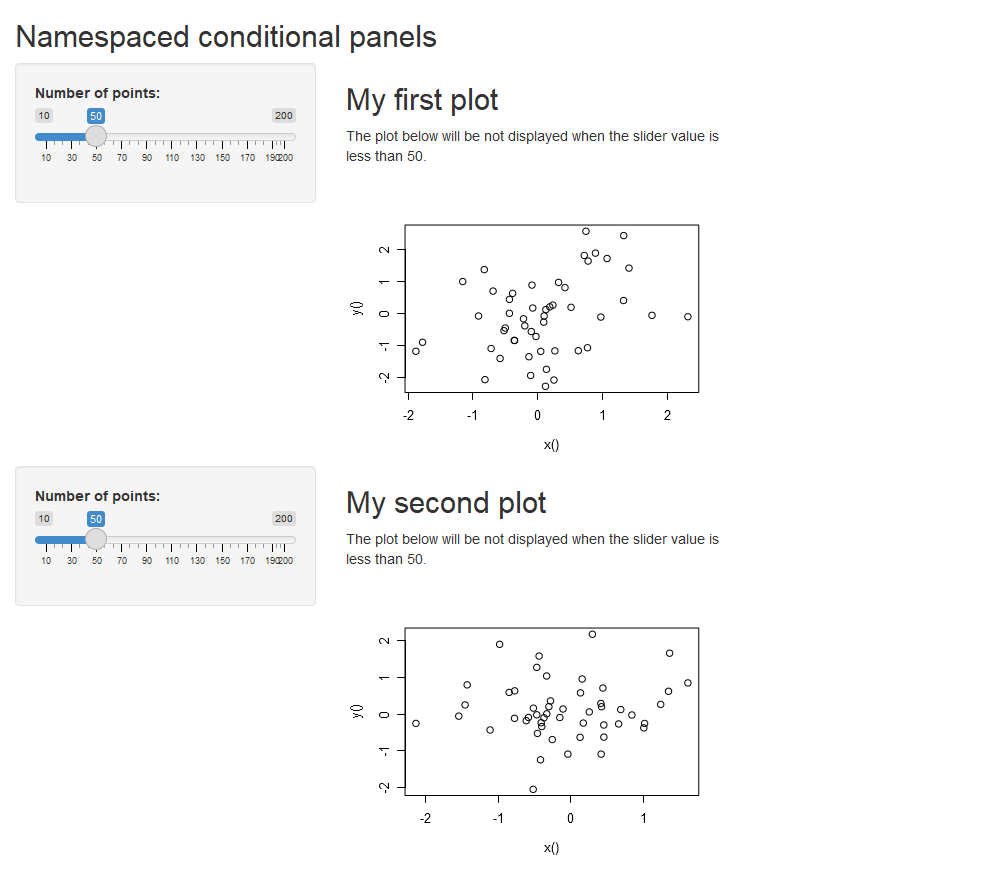 Namespaced conditional panels
Number of points:
10 50 200
10 30 50 70 90 110 130 150 170 190 200
My first plot
The plot below will be not displayed when the slider value is
less than 50.
2
1
0
-1
-2
y()
-2 -1 0 1 2
x()
Number of points:
10 50 200
10 30 50 70 90 110 130 150 170 190 200
My second plot
The plot below will be not displayed when the slider value is
less than 50.
2
1
0
-1
-2
y()
-2 -1 0 1
x()